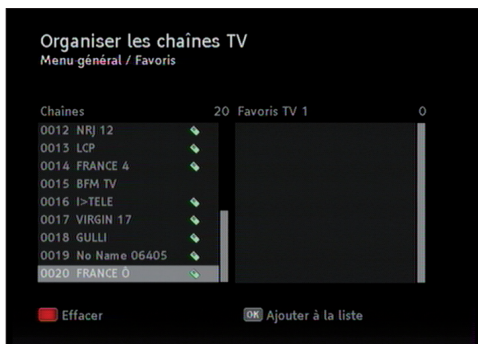 Organiser les chaînes TV
Menu général / Favoris
Chaînes 20 Favoris TV 1 0
0012 NRJ 12
0013 LCP
0014 FRANCE 4
0015 BFM TV
0016 I>TELE
0017 VIRGIN 17
0018 GULLI
0019 No Name 06405
0020 FRANCE Ô
Effacer OK Ajouter à la liste